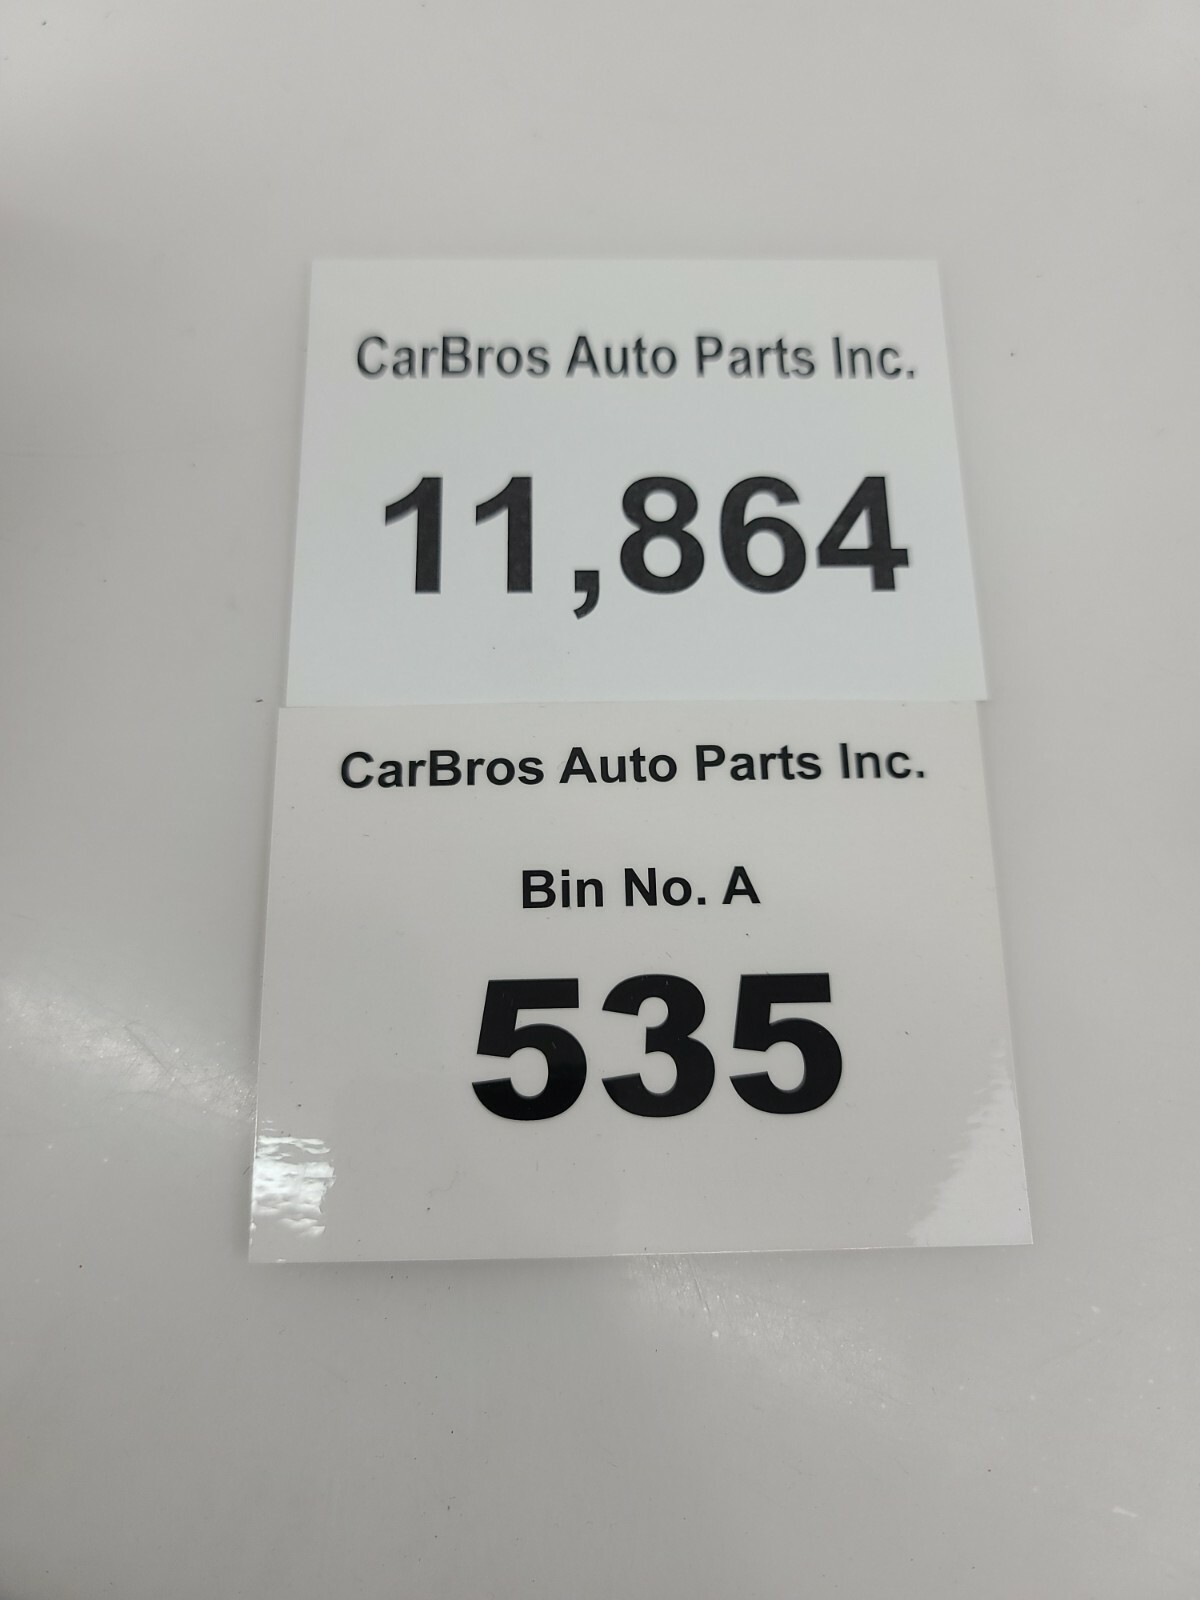 CarBros Auto Parts Inc.
11,864
CarBros Auto Parts Inc.
Bin No. A
535